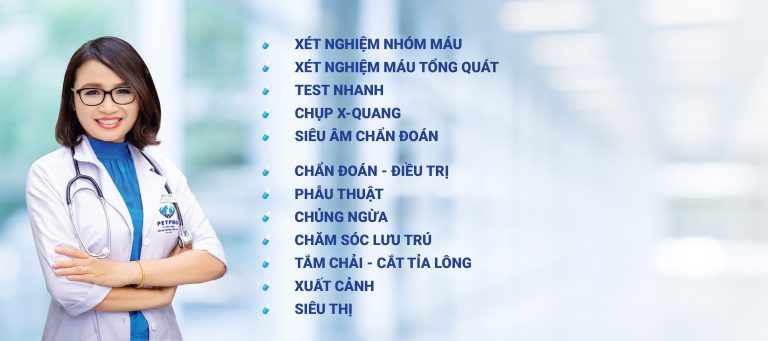 XÉT NGHIỆM NHÓM MÁU
XÉT NGHIỆM MÁU TỔNG QUÁT
TEST NHANH
CHỤP X-QUANG
SIÊU ÂM CHẨN ĐOÁN
CHẨN ĐOÁN - ĐIỀU TRỊ
PHẪU THUẬT
CHỦNG NGỪA
CHĂM SÓC LƯU TRÚ
TẮM CHẢI - CẮT TỈA LÔNG
XUẤT CẢNH
SIÊU THỊ
PETPRO